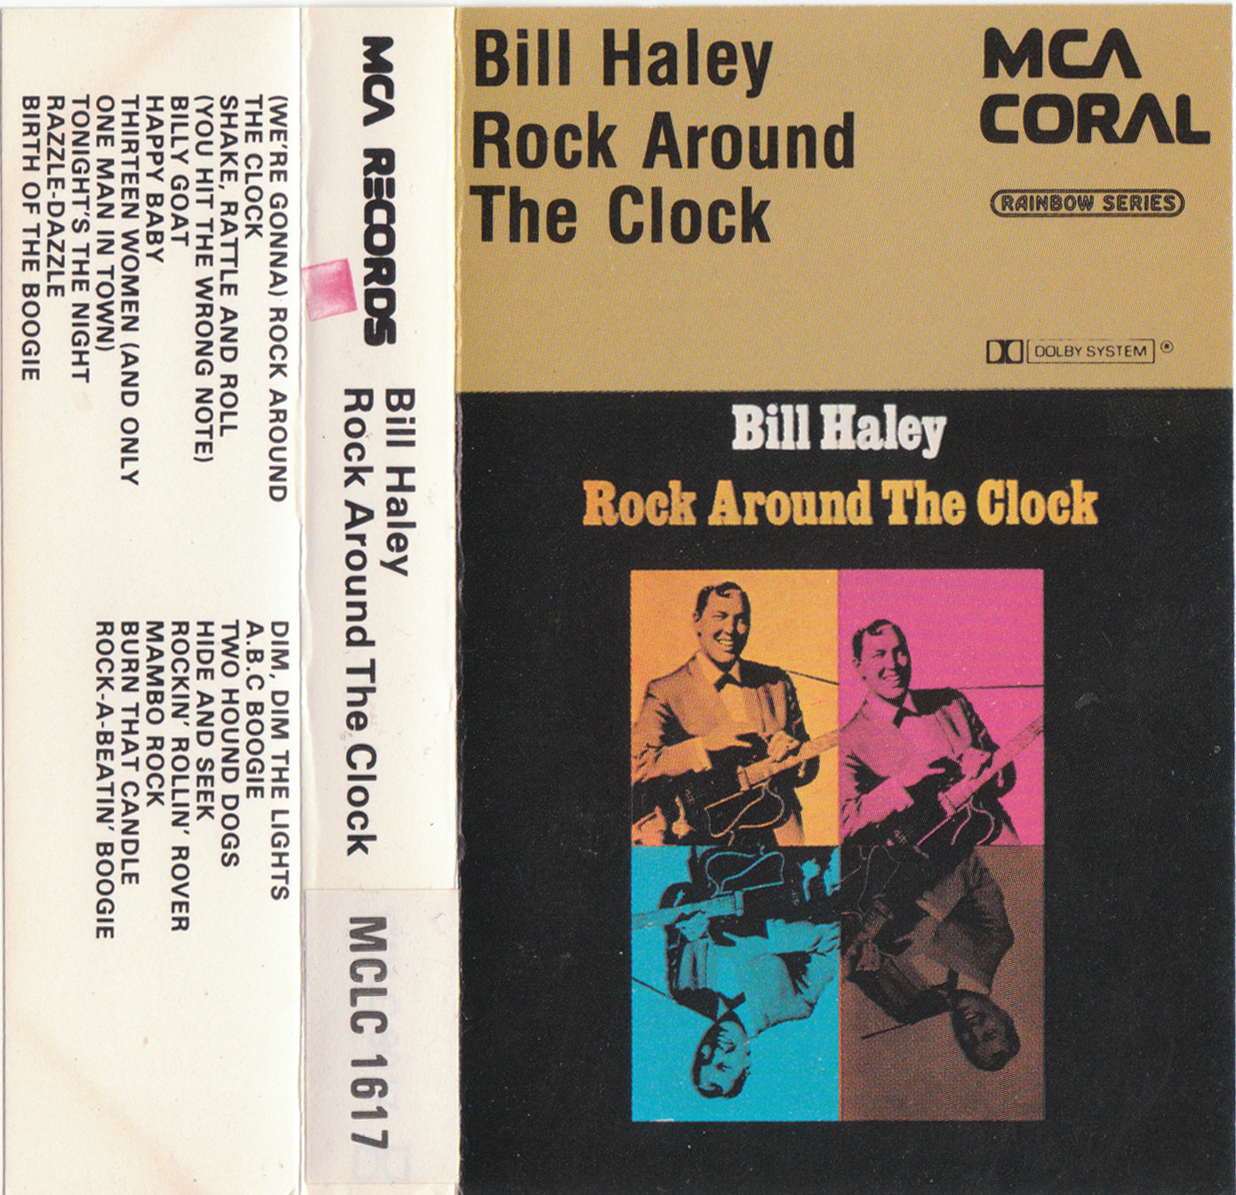 Bill Haley
Rock Around
The Clock
MCA
CORAL
RAINBOW SERIES
DOLBY SYSTEM ®
Bill Haley
Rock Around The Clock
MCA RECORDS
Bill Haley
Rock Around The Clock
MCLC 1617
(WE'RE GONNA) ROCK AROUND
THE CLOCK
SHAKE, RATTLE AND ROLL
(YOU HIT THE WRONG NOTE)
BILLY GOAT
HAPPY BABY
THIRTEEN WOMEN (AND ONLY
ONE MAN IN TOWN)
TONIGHT'S THE NIGHT
RAZZLE-DAZZLE
BIRTH OF THE BOOGIE
DIM, DIM THE LIGHTS
A.B.C BOOGIE
TWO HOUND DOGS
HIDE AND SEEK
ROCKIN' ROLLIN' ROVER
MAMBO ROCK
BURN THAT CANDLE
ROCK-A-BEATIN' BOOGIE